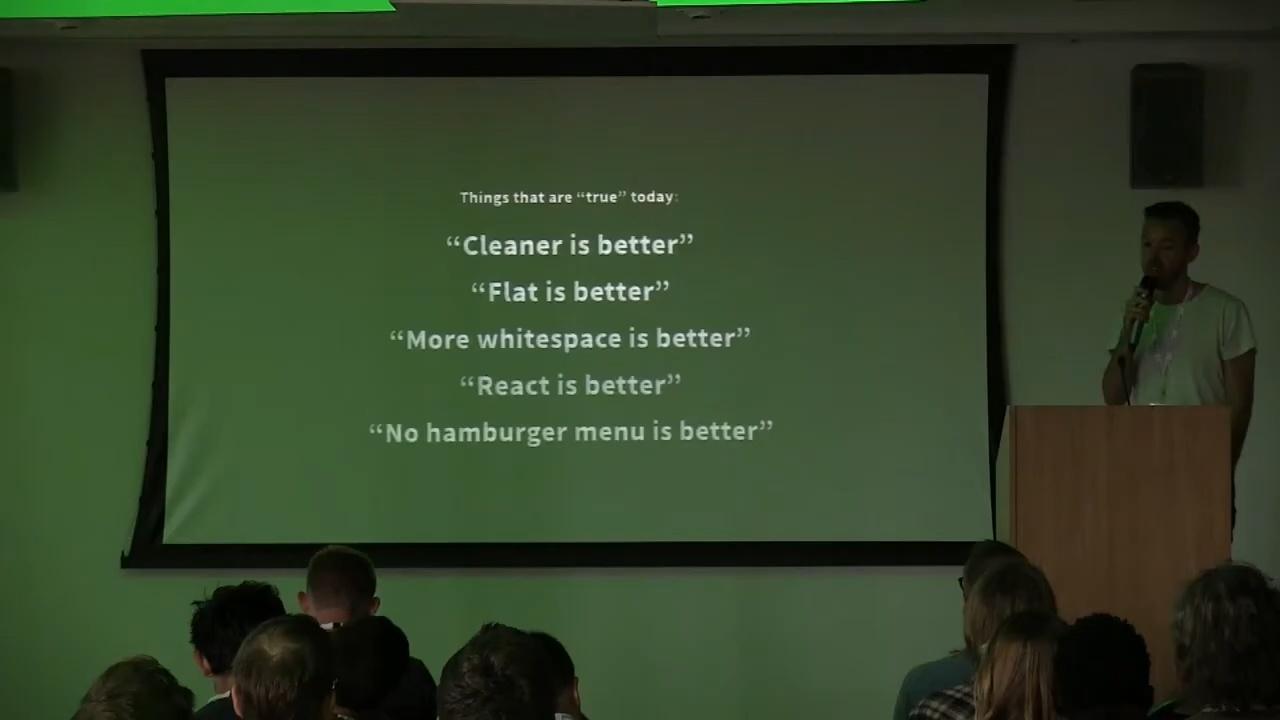 Things that are “true” today:
“Cleaner is better”
“Flat is better”
“More whitespace is better”
“React is better”
“No hamburger menu is better”